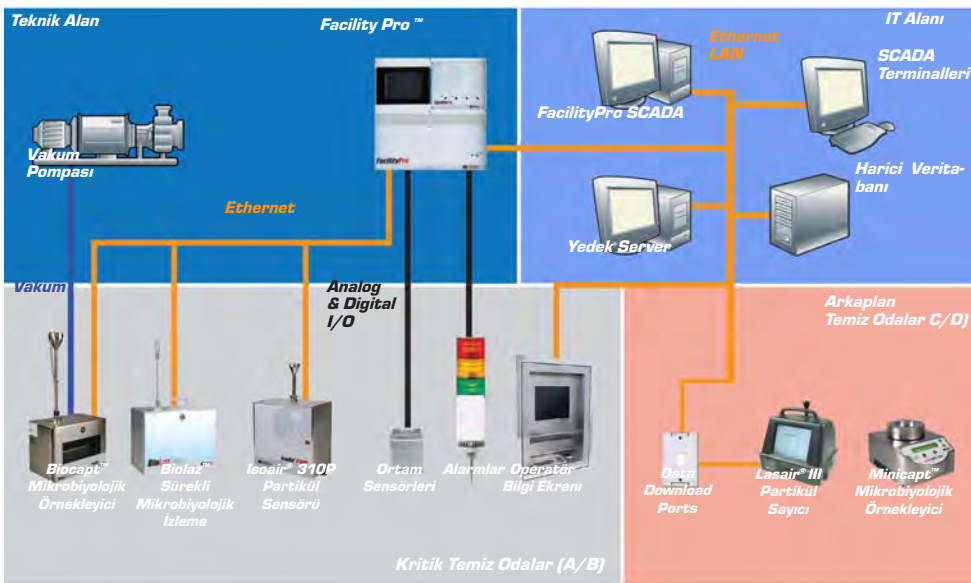 Teknik Alan
Facility Pro ™
IT Alanı
Ethernet
LAN
SCADA
Terminalleri
FacilityPro SCADA
FacilityPro
Vakum
Pompası
Harici Verita-
banı
Ethernet
Yedek Server
Vakum
Analog
& Digital
I/O
Arkaplan
Temiz Odalar C/D)
Biocapt™
Mikrobiyolojik
Örnekleyici
Biolaz™
Sürekli
Mikrobiyolojik
İzleme
Isoair® 310P
Partikül
Sensörü
Ortam
Sensörleri
Alarmlar
Operatör
Bilgi Ekranı
Data
Download
Ports
Lasair® III
Partikül
Sayıcı
Minicapt™
Mikrobiyolojik
Örnekleyici
Kritik Temiz Odalar (A/B)